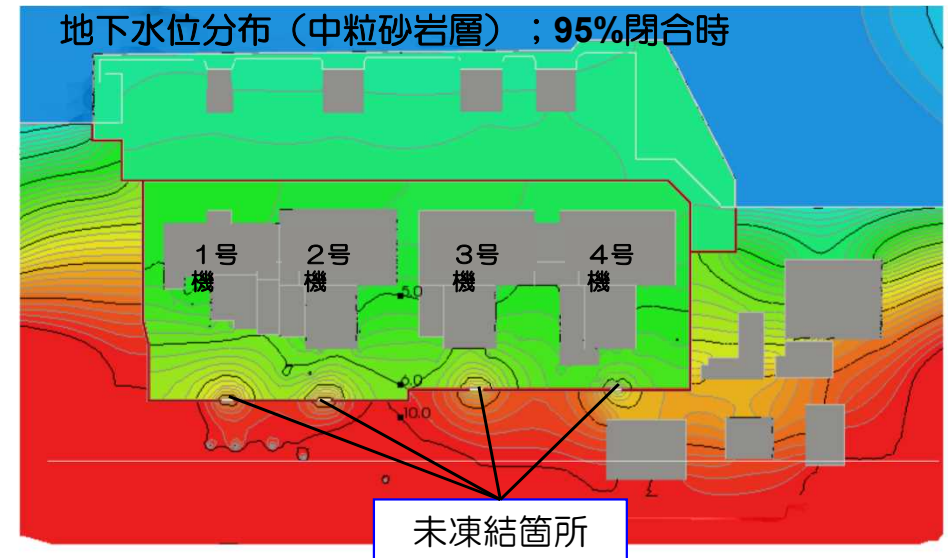 地下水位分布（中粒砂岩層）；95%閉合時
１号
機
２号
機
３号
機
４号
機
5.0
6.0
10.0
未凍結箇所